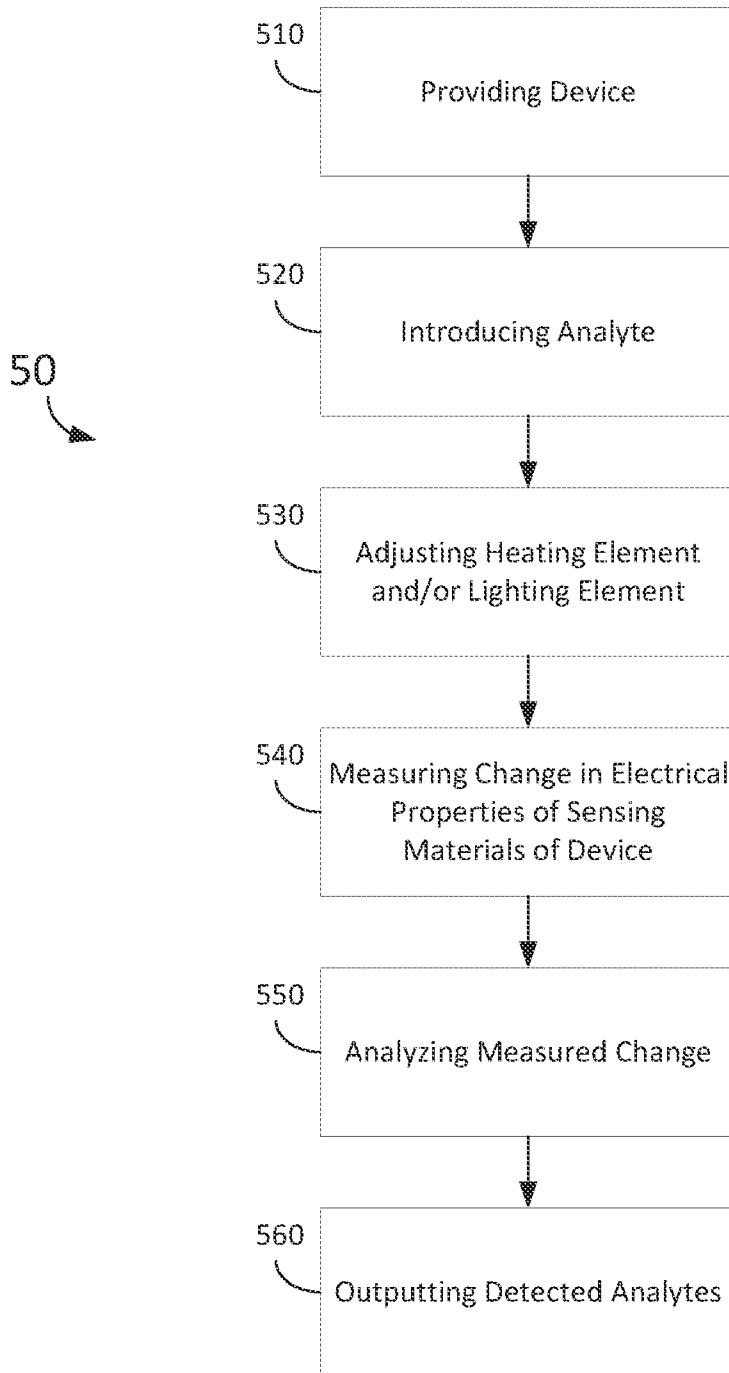 510
Providing Device
520
Introducing Analyte
50
530
Adjusting Heating Element
and/or Lighting Element
540
Measuring Change in Electrical
Properties of Sensing
Materials of Device
550
Analyzing Measured Change
560
Outputting Detected Analytes